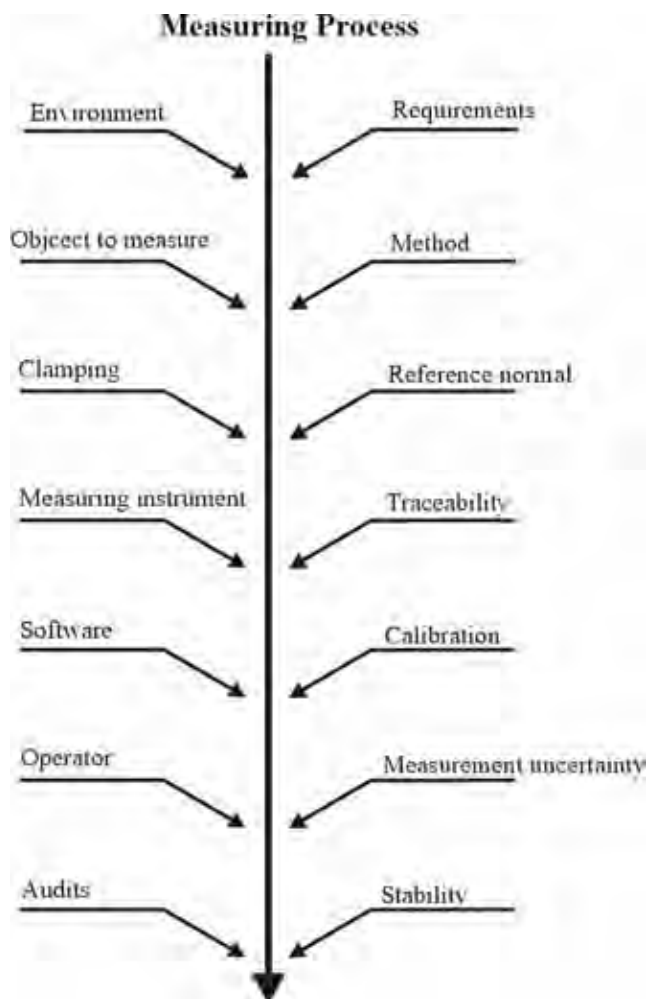 Measuring Process
Environment
Requirements
Objcect to measure
Method
Clamping
Reference normal
Measuring instrument
Traceability
Software
Calibration
Operator
Measurement uncertainty
Audits
Stability